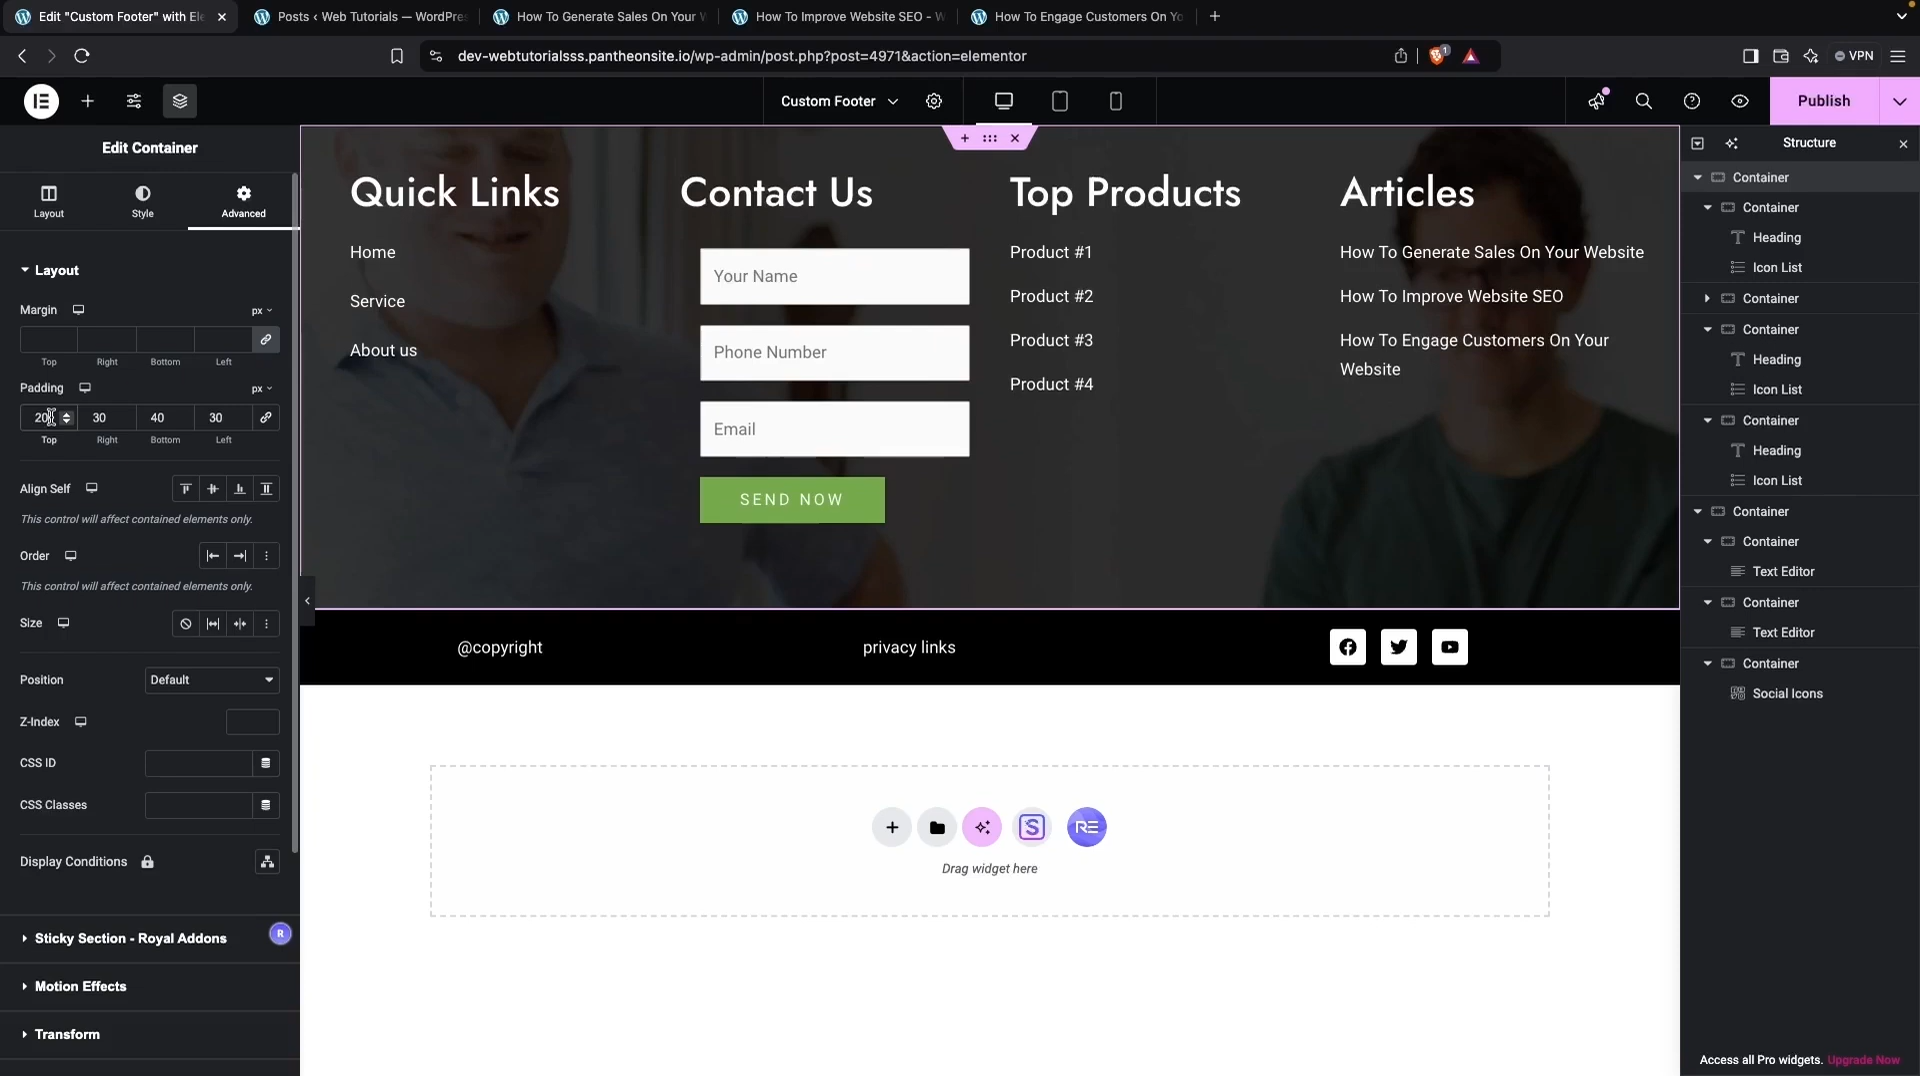 Edit "Custom Footer" with Ele
Posts ‹ Web Tutorials — WordPres
How To Generate Sales On Your W
How To Improve Website SEO - W
How To Engage Customers On Yo
dev-webtutorialsss.pantheonsite.io/wp-admin/post.php?post=4971&action=elementor
1
VPN
Custom Footer
Publish
Edit Container
Layout
Style
Advanced
Layout
Margin
px
Top
Right
Bottom
Left
Padding
px
20
30
40
30
Top
Right
Bottom
Left
Align Self
This control will affect contained elements only.
Order
This control will affect contained elements only.
Size
Position
Default
Z-Index
CSS ID
CSS Classes
Display Conditions
Sticky Section - Royal Addons
R
Motion Effects
Transform
Quick Links
Home
Service
About us
Contact Us
Your Name
Phone Number
Email
SEND NOW
Top Products
Product #1
Product #2
Product #3
Product #4
Articles
How To Generate Sales On Your Website
How To Improve Website SEO
How To Engage Customers On Your
Website
@copyright
privacy links
S
RE
Drag widget here
Structure
Container
Container
Heading
Icon List
Container
Container
Heading
Icon List
Container
Heading
Icon List
Container
Container
Text Editor
Container
Text Editor
Container
Social Icons
Access all Pro widgets. Upgrade Now